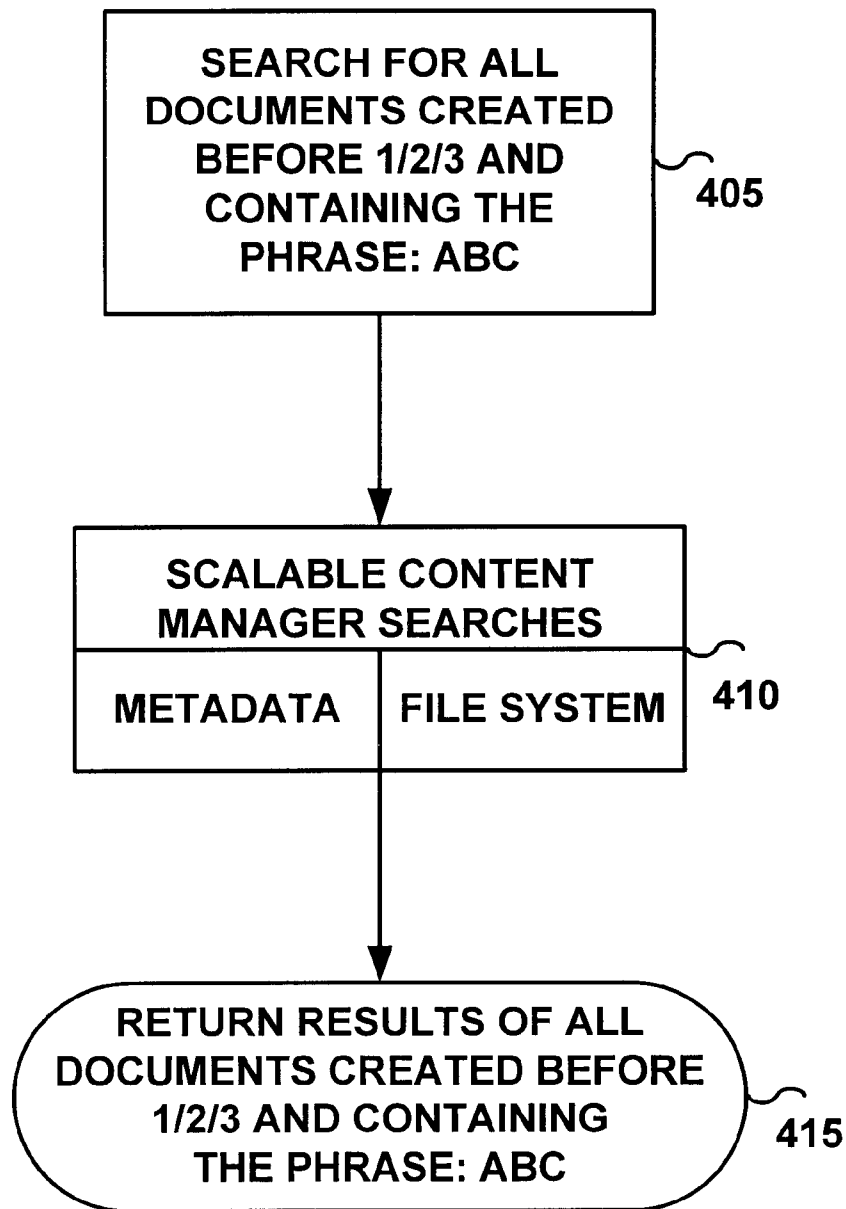 SEARCH FOR ALL
DOCUMENTS CREATED
BEFORE 1/2/3 AND
CONTAINING THE
PHRASE: ABC
405
SCALABLE CONTENT
MANAGER SEARCHES
METADATA
FILE SYSTEM
410
RETURN RESULTS OF ALL
DOCUMENTS CREATED BEFORE
1/2/3 AND CONTAINING
THE PHRASE: ABC
415